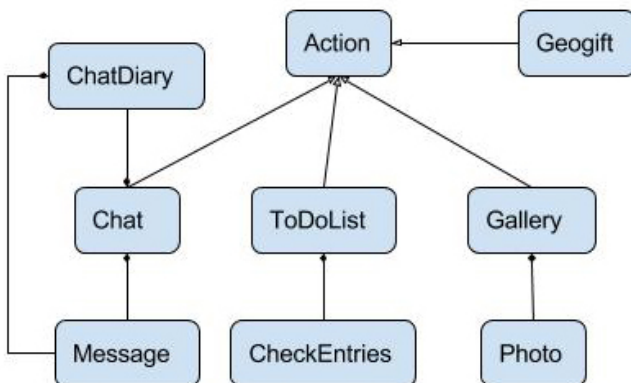 Action
Geogift
ChatDiary
Chat
ToDoList
Gallery
Message
CheckEntries
Photo